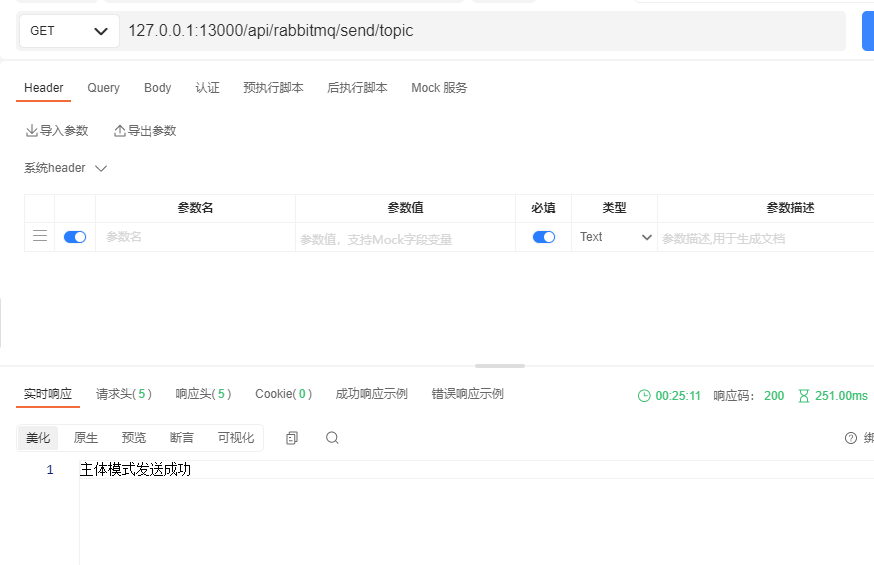 GET 127.0.0.1:13000/api/rabbitmq/send/topic
Header Query Body 认证 预执行脚本 后执行脚本 Mock 服务
导入参数 导出参数
系统header
参数名 参数值 必填 类型 参数描述
参数名 参数值，支持Mock字段变量 Text 参数描述,用于生成文档
实时响应 请求头(5) 响应头(5) Cookie(0) 成功响应示例 错误响应示例 00:25:11 响应码： 200 251.00ms
美化 原生 预览 断言 可视化 绑
1 主体模式发送成功